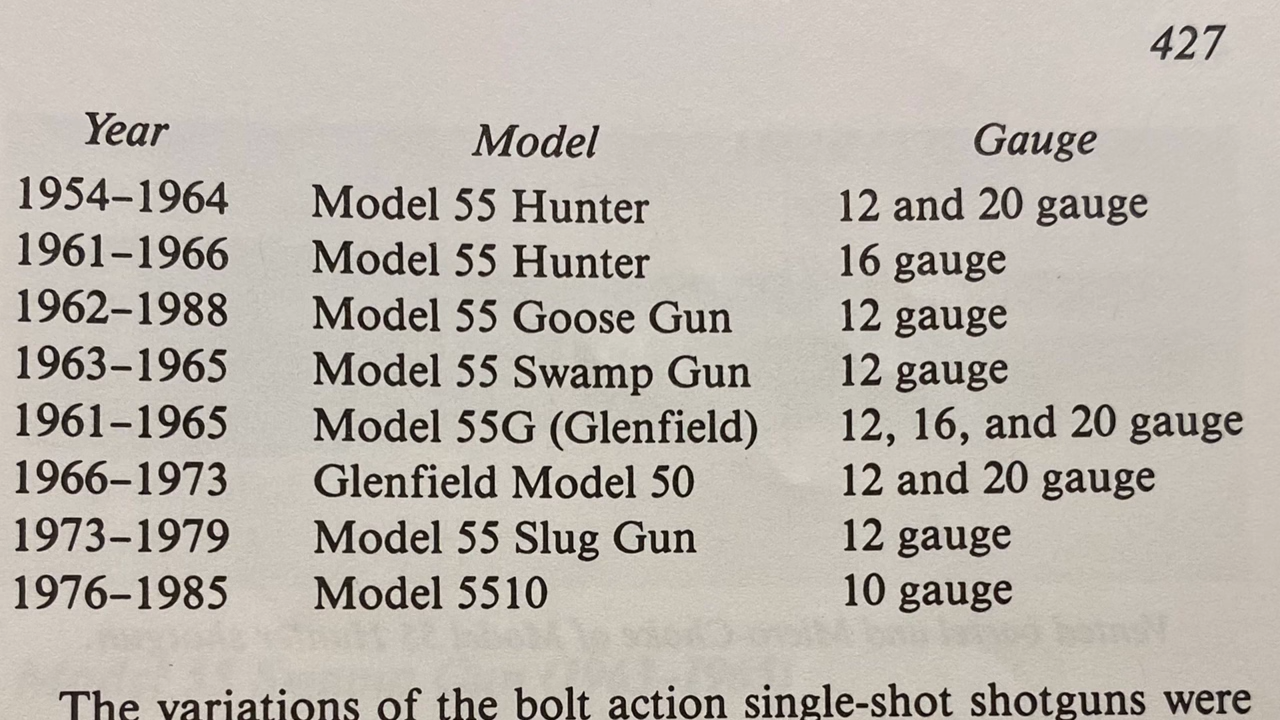 427
Year Model Gauge
1954–1964 Model 55 Hunter 12 and 20 gauge
1961–1966 Model 55 Hunter 16 gauge
1962–1988 Model 55 Goose Gun 12 gauge
1963–1965 Model 55 Swamp Gun 12 gauge
1961–1965 Model 55G (Glenfield) 12, 16, and 20 gauge
1966–1973 Glenfield Model 50 12 and 20 gauge
1973–1979 Model 55 Slug Gun 12 gauge
1976–1985 Model 5510 10 gauge
The variations of the bolt action single-shot shotguns were